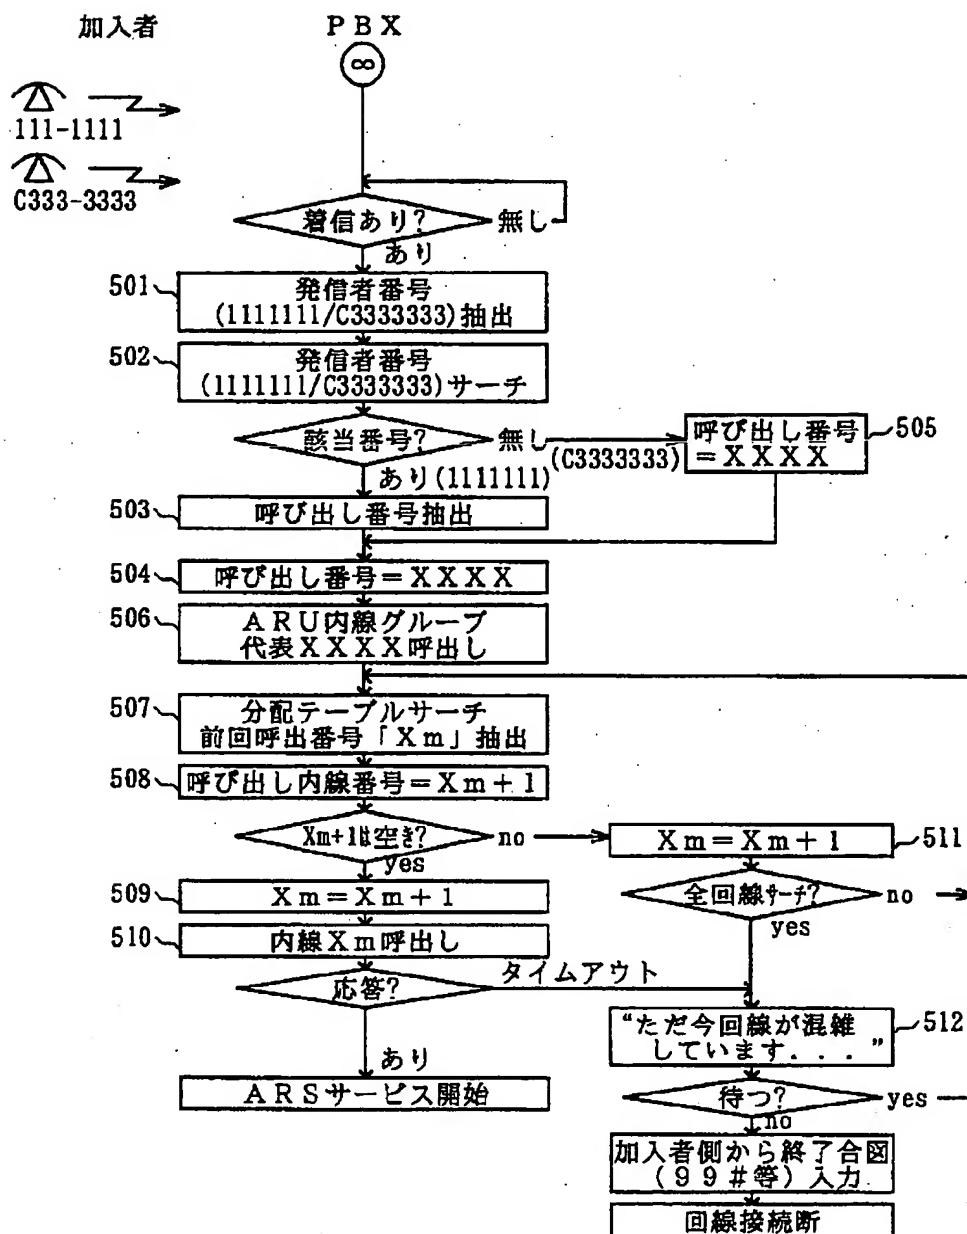 加入者
PBX
∞
111-1111
C333-3333
着信あり?
無し
あり
501
発信者番号
(1111111/C3333333)抽出
502
発信者番号
(1111111/C3333333)サーチ
該当番号?
無し
(C3333333)
呼び出し番号
=XXXX
505
あり(1111111)
503
呼び出し番号抽出
504
呼び出し番号=XXXX
506
ARU内線グループ
代表XXXX呼出し
507
分配テーブルサーチ
前回呼出番号「Xm」抽出
508
呼び出し内線番号=Xm+1
Xm+1は空き?
no
yes
Xm=Xm+1
511
509
Xm=Xm+1
全回線サーチ?
no
yes
510
内線Xm呼出し
応答?
タイムアウト
あり
“ただ今回線が混雑
しています...”
512
ARSサービス開始
待つ?
yes
no
加入者側から終了合図
(99#等)入力
回線接続断